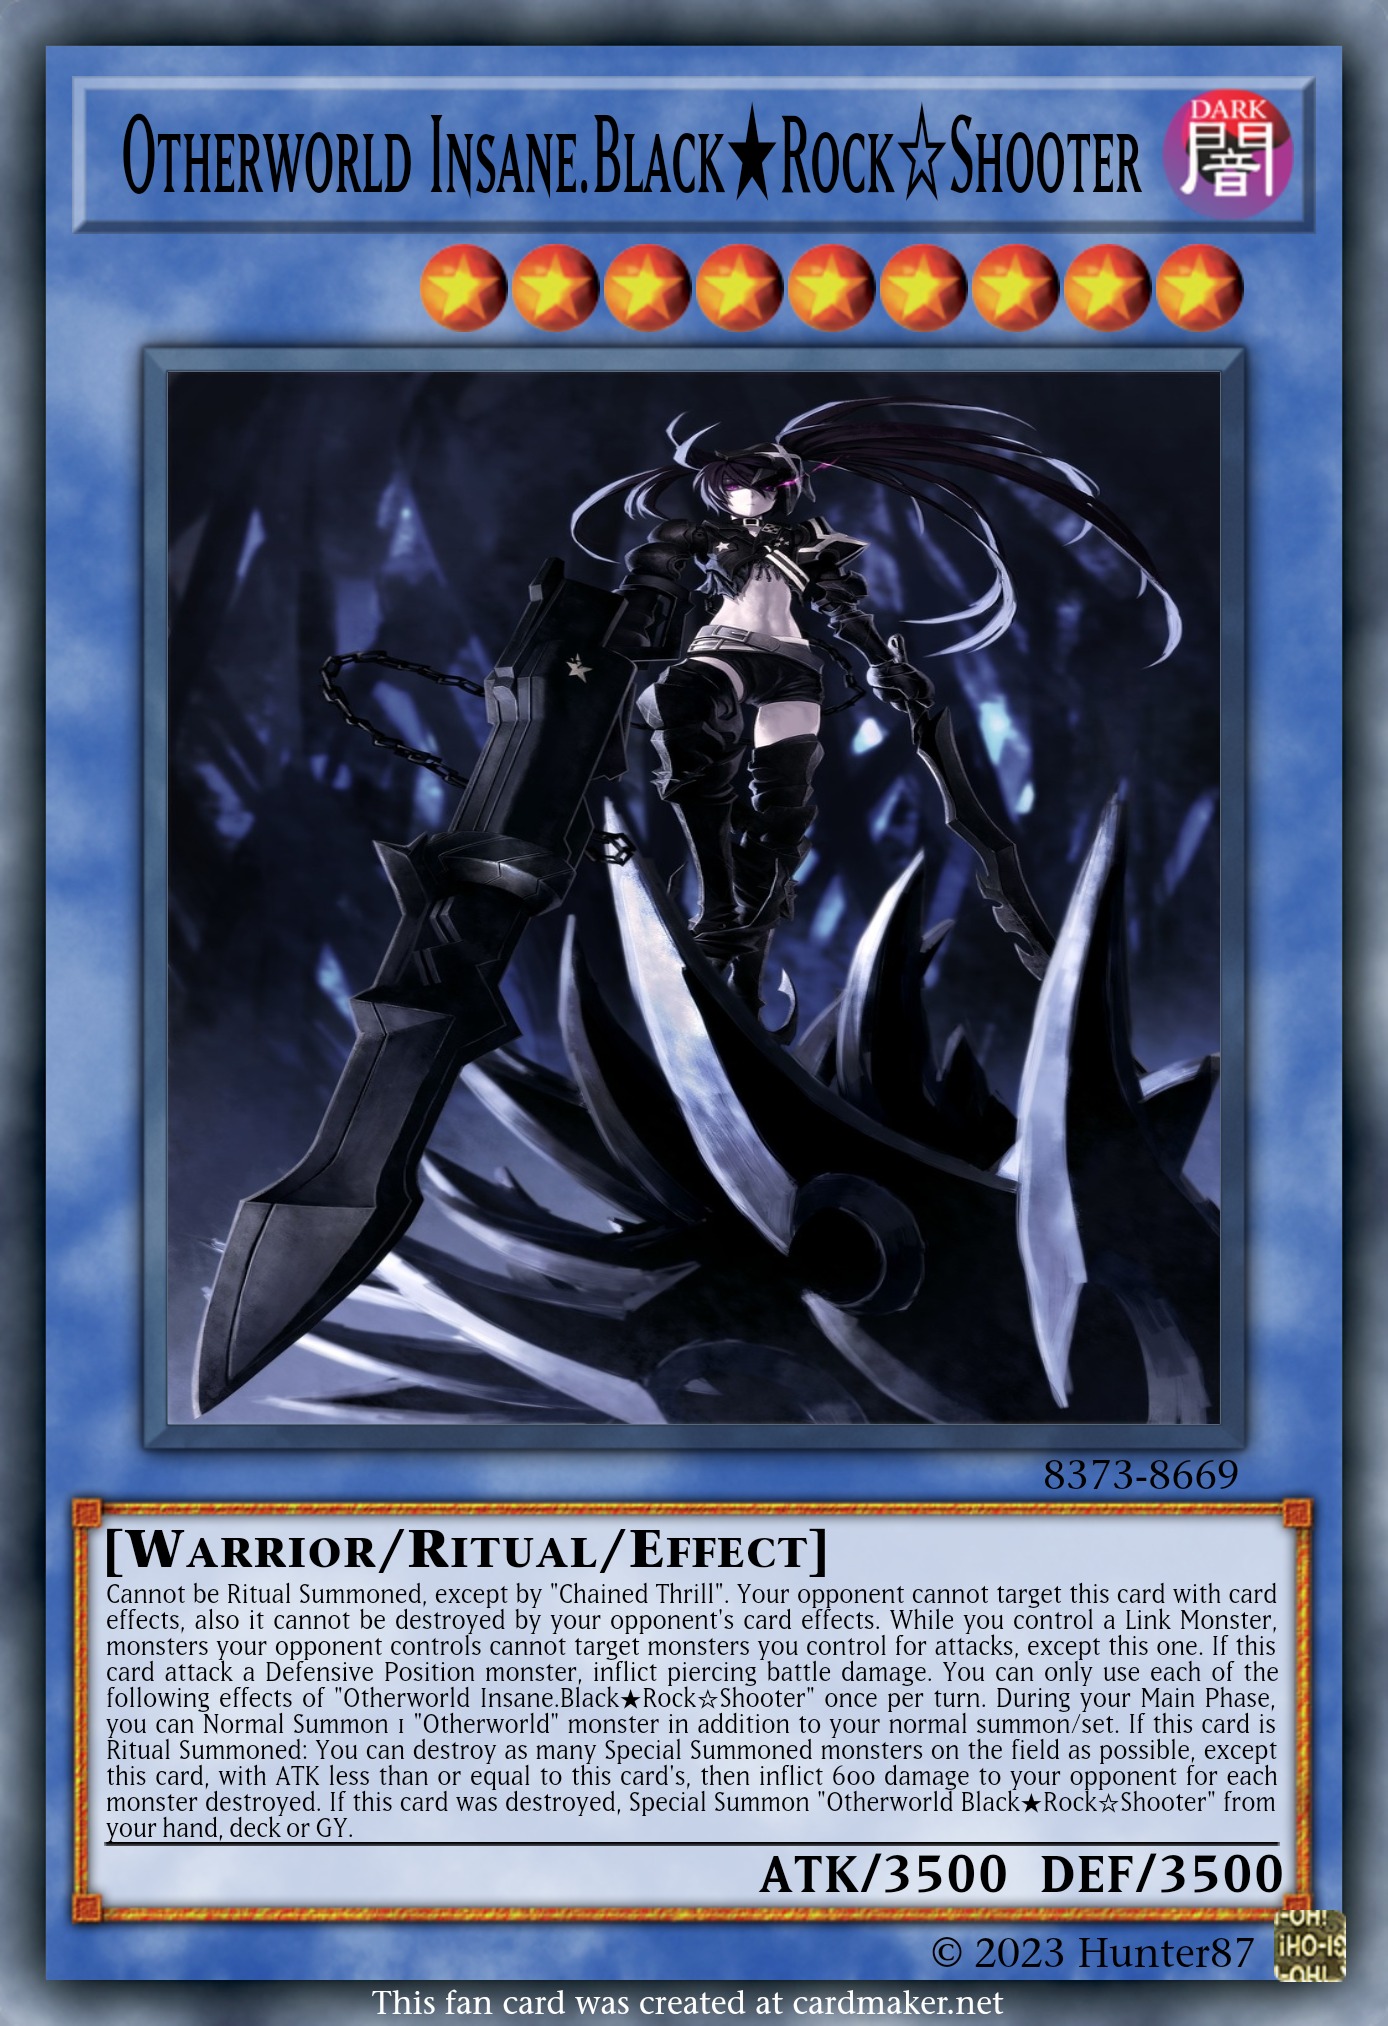 Otherworld Insane.Black★Rock☆Shooter
DARK
闇
8373-8669
[Warrior/Ritual/Effect]
Cannot be Ritual Summoned, except by "Chained Thrill". Your opponent cannot target this card with card
effects, also it cannot be destroyed by your opponent's card effects. While you control a Link Monster,
monsters your opponent controls cannot target monsters you control for attacks, except this one. If this
card attack a Defensive Position monster, inflict piercing battle damage. You can only use each of the
following effects of "Otherworld Insane.Black★Rock☆Shooter" once per turn. During your Main Phase,
you can Normal Summon 1 "Otherworld" monster in addition to your normal summon/set. If this card is
Ritual Summoned: You can destroy as many Special Summoned monsters on the field as possible, except
this card, with ATK less than or equal to this card's, then inflict 600 damage to your opponent for each
monster destroyed. If this card was destroyed, Special Summon "Otherworld Black★Rock☆Shooter" from
your hand, deck or GY.
ATK/3500 DEF/3500
© 2023 Hunter87
This fan card was created at cardmaker.net